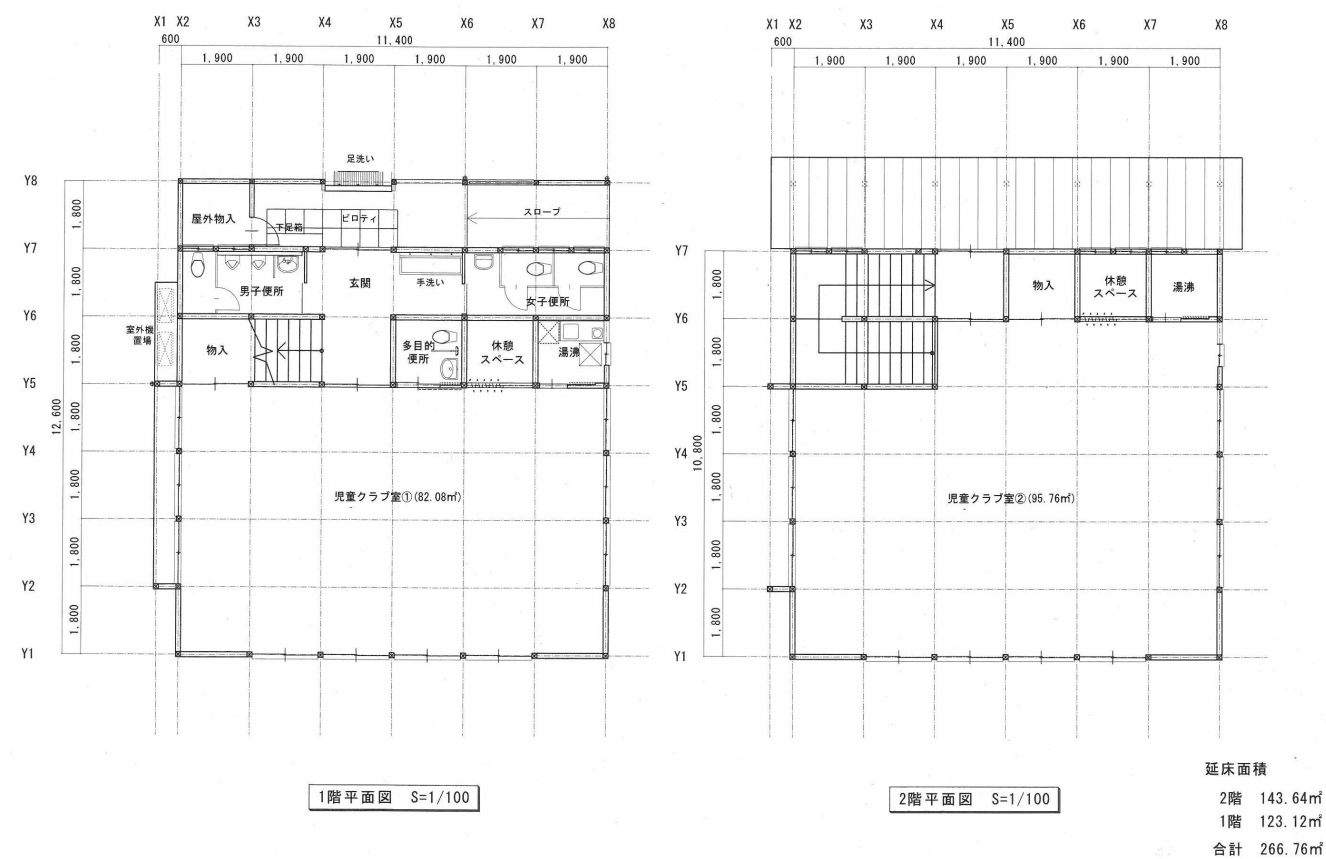 X1 X2 X3 X4 X5 X6 X7 X8
600 11,400
1,900 1,900 1,900 1,900 1,900 1,900
Y8
Y7
Y6
Y5
Y4
Y3
Y2
Y1
12,600
1,800
1,800
1,800
1,800
1,800
1,800
1,800
足洗い
屋外物入
下足箱
ピロティ
スロープ
男子便所
玄関
手洗い
女子便所
室外機
置場
物入
多目的
便所
休憩
スペース
湯沸
児童クラブ室①(82.08㎡)
1階平面図 S=1/100
X1 X2 X3 X4 X5 X6 X7 X8
600 11,400
1,900 1,900 1,900 1,900 1,900 1,900
Y7
Y6
Y5
Y4
Y3
Y2
Y1
10,800
1,800
1,800
1,800
1,800
1,800
1,800
物入
休憩
スペース
湯沸
児童クラブ室②(95.76㎡)
2階平面図 S=1/100
延床面積
2階 143.64㎡
1階 123.12㎡
合計 266.76㎡